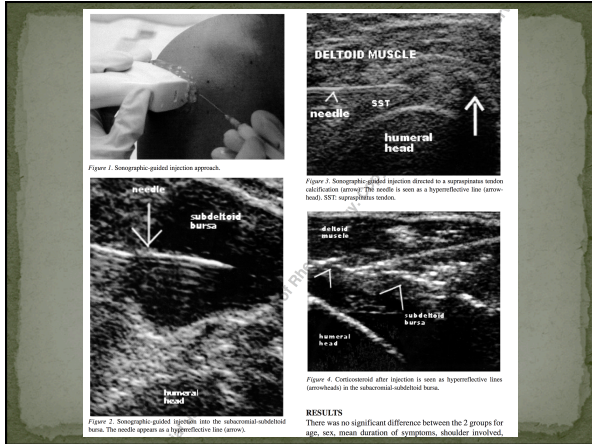 Figure 1. Sonographic-guided injection approach.
needle
subdeltoid
bursa
humeral
head
Figure 2. Sonographic-guided injection into the subacromial-subdeltoid
bursa. The needle appears as a hyperreflective line (arrow).
DELTOID MUSCLE
needle
SST
humeral
head
Figure 3. Sonographic-guided injection directed to a supraspinatus tendon
calcification (arrow). The needle is seen as a hyperreflective line (arrow-
head). SST: supraspinatus tendon.
deltoid
muscle
subdeltoid
bursa
humeral
head
Figure 4. Corticosteroid after injection is seen as hyperreflective lines
(arrowheads) in the subacromial-subdeltoid bursa.
RESULTS
There was no significant difference between the 2 groups for
age, sex, mean duration of symptoms, shoulder involved,